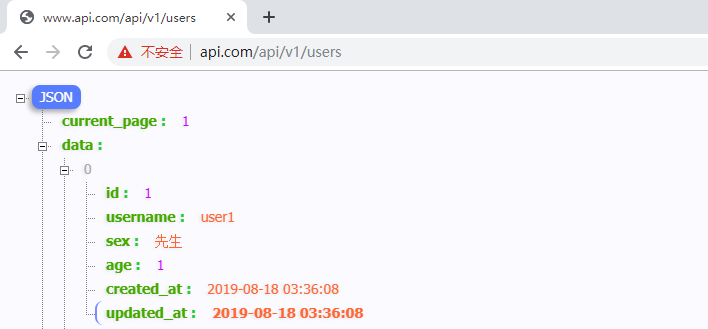 www.api.com/api/v1/users
不安全 api.com/api/v1/users
JSON
current_page : 1
data :
0
id : 1
username : user1
sex : 先生
age : 1
created_at : 2019-08-18 03:36:08
updated_at : 2019-08-18 03:36:08